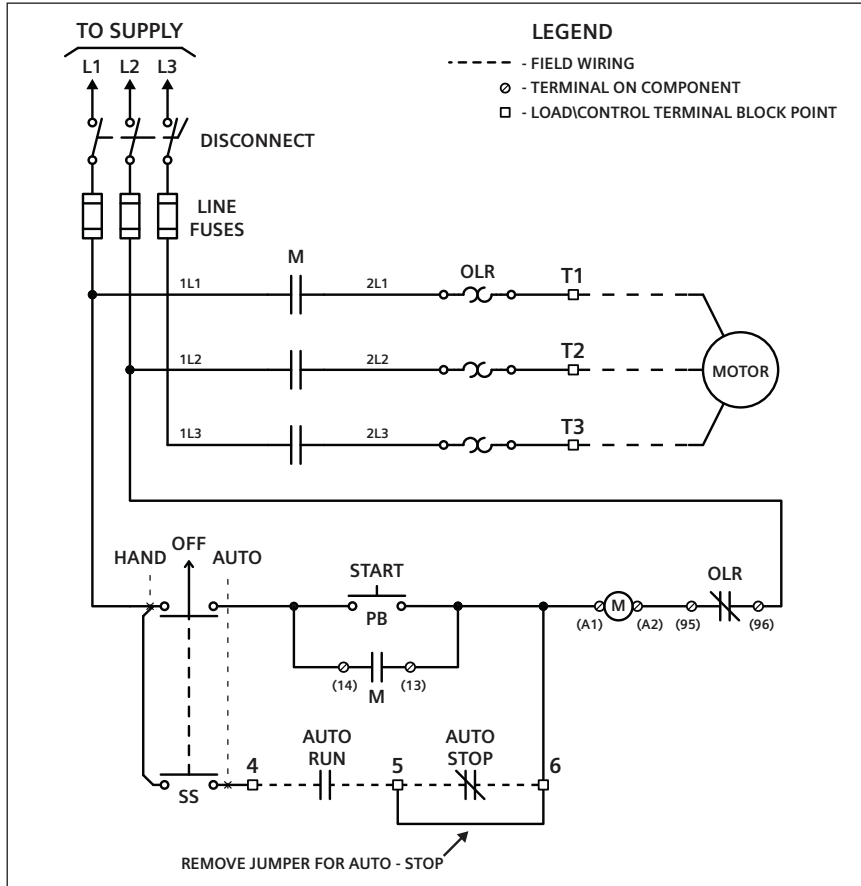 TO SUPPLY
L1 L2 L3
DISCONNECT
LINE
FUSES
LEGEND
- FIELD WIRING
- TERMINAL ON COMPONENT
- LOAD\CONTROL TERMINAL BLOCK POINT
M OLR
1L1 2L1 T1
1L2 2L2 T2
MOTOR
1L3 2L3 T3
HAND OFF AUTO
START
PB
OLR
M
(A1) (A2) (95) (96)
(14) (13)
M
SS
4 AUTO
RUN 5 AUTO
STOP 6
REMOVE JUMPER FOR AUTO - STOP